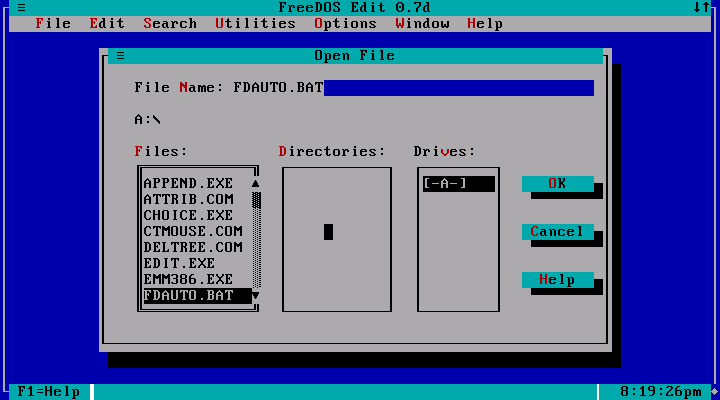 ≡ FreeDOS Edit 0.7d ↓↑
File Edit Search Utilities Options Window Help
≡ Open File
File Name: FDAUTO.BAT
A:\
Files: Directories: Drives:
APPEND.EXE ▲ [-A-] OK
ATTRIB.COM
CHOICE.EXE
CTMOUSE.COM Cancel
DELTREE.COM
EDIT.EXE
EMM386.EXE Help
FDAUTO.BAT ▼
F1=Help 8:19:26pm